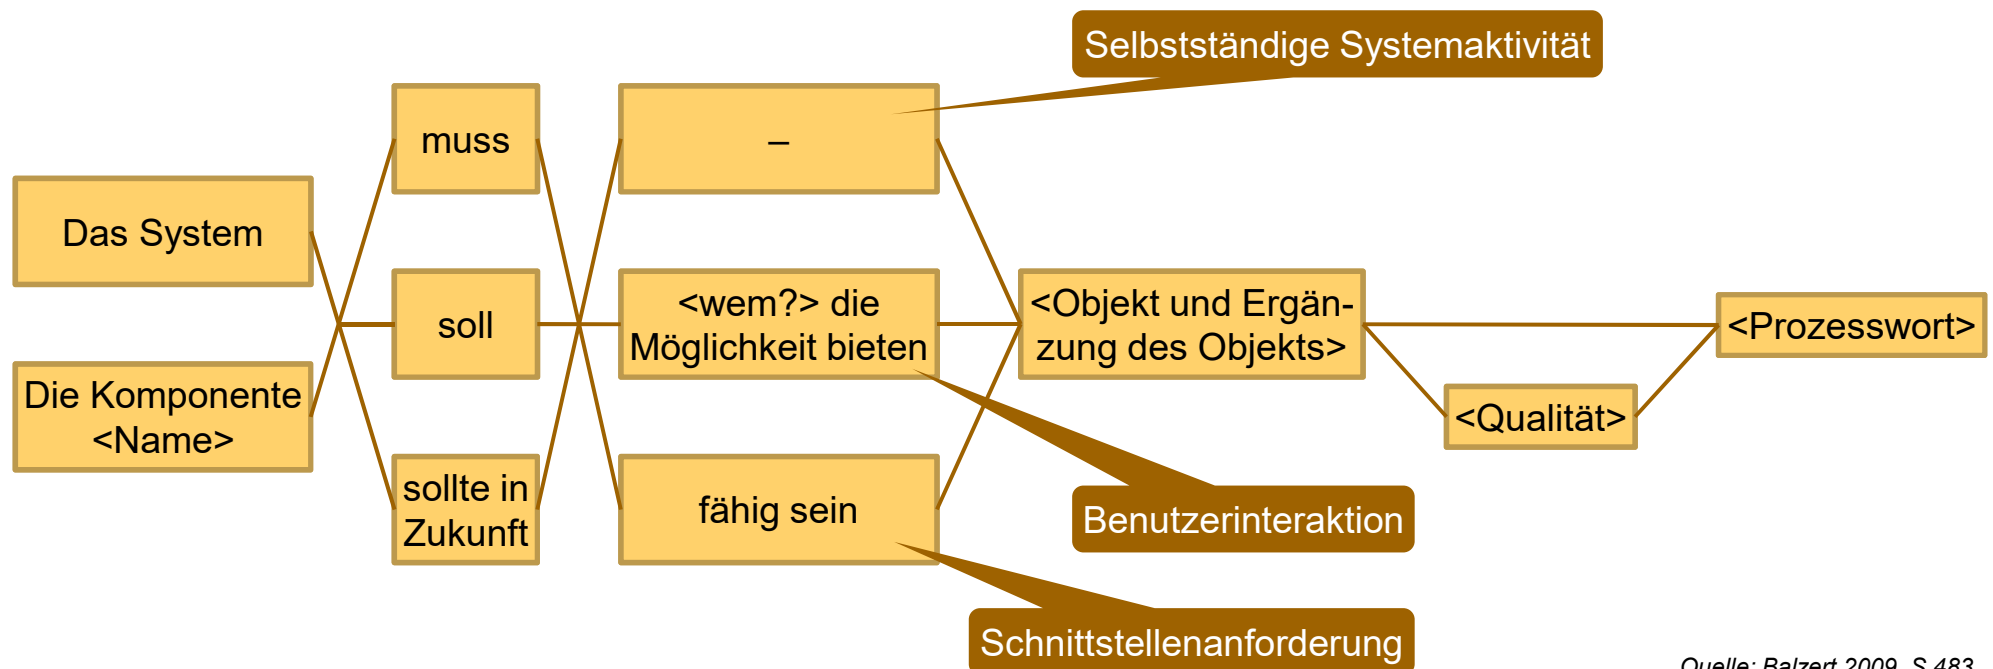 Selbstständige Systemaktivität
muss
–
Das System
soll
<wem?> die
Möglichkeit bieten
<Objekt und Ergän-
zung des Objekts>
<Prozesswort>
Die Komponente
<Name>
<Qualität>
sollte in
Zukunft
fähig sein
Benutzerinteraktion
Schnittstellenanforderung
Quelle: Balzert 2009, S.483